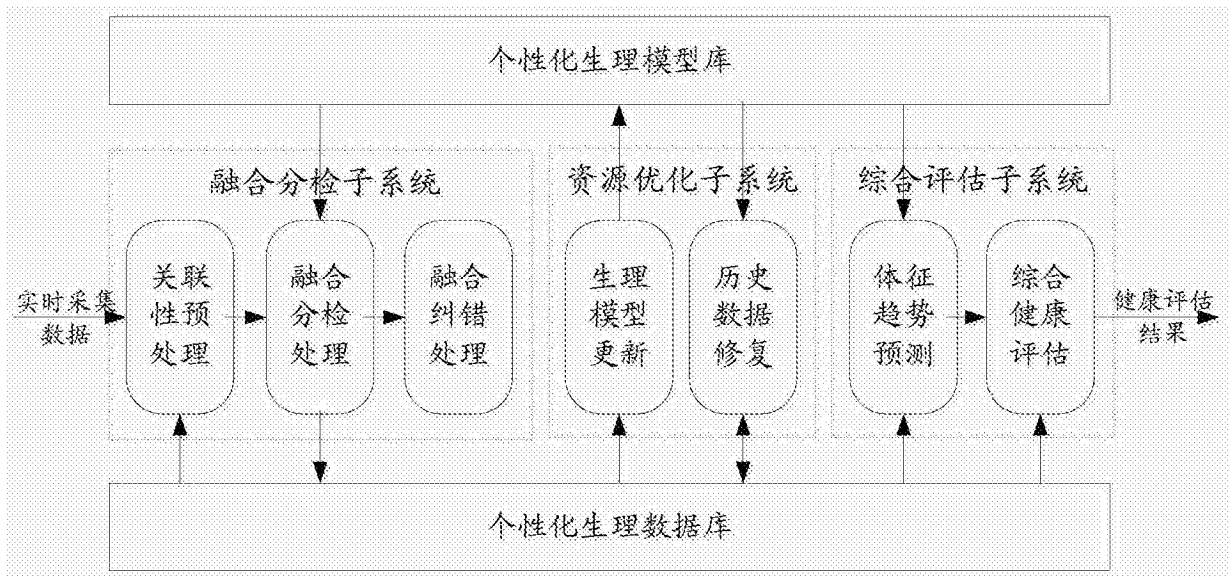 个性化生理模型库
融合分检子系统
资源优化子系统
综合评估子系统
实时采集
数据
关联
性预
处理
融合
分检
处理
融合
纠错
处理
生理
模型
更新
历史
数据
修复
体征
趋势
预测
综合
健康
评估
健康评估
结果
个性化生理数据库